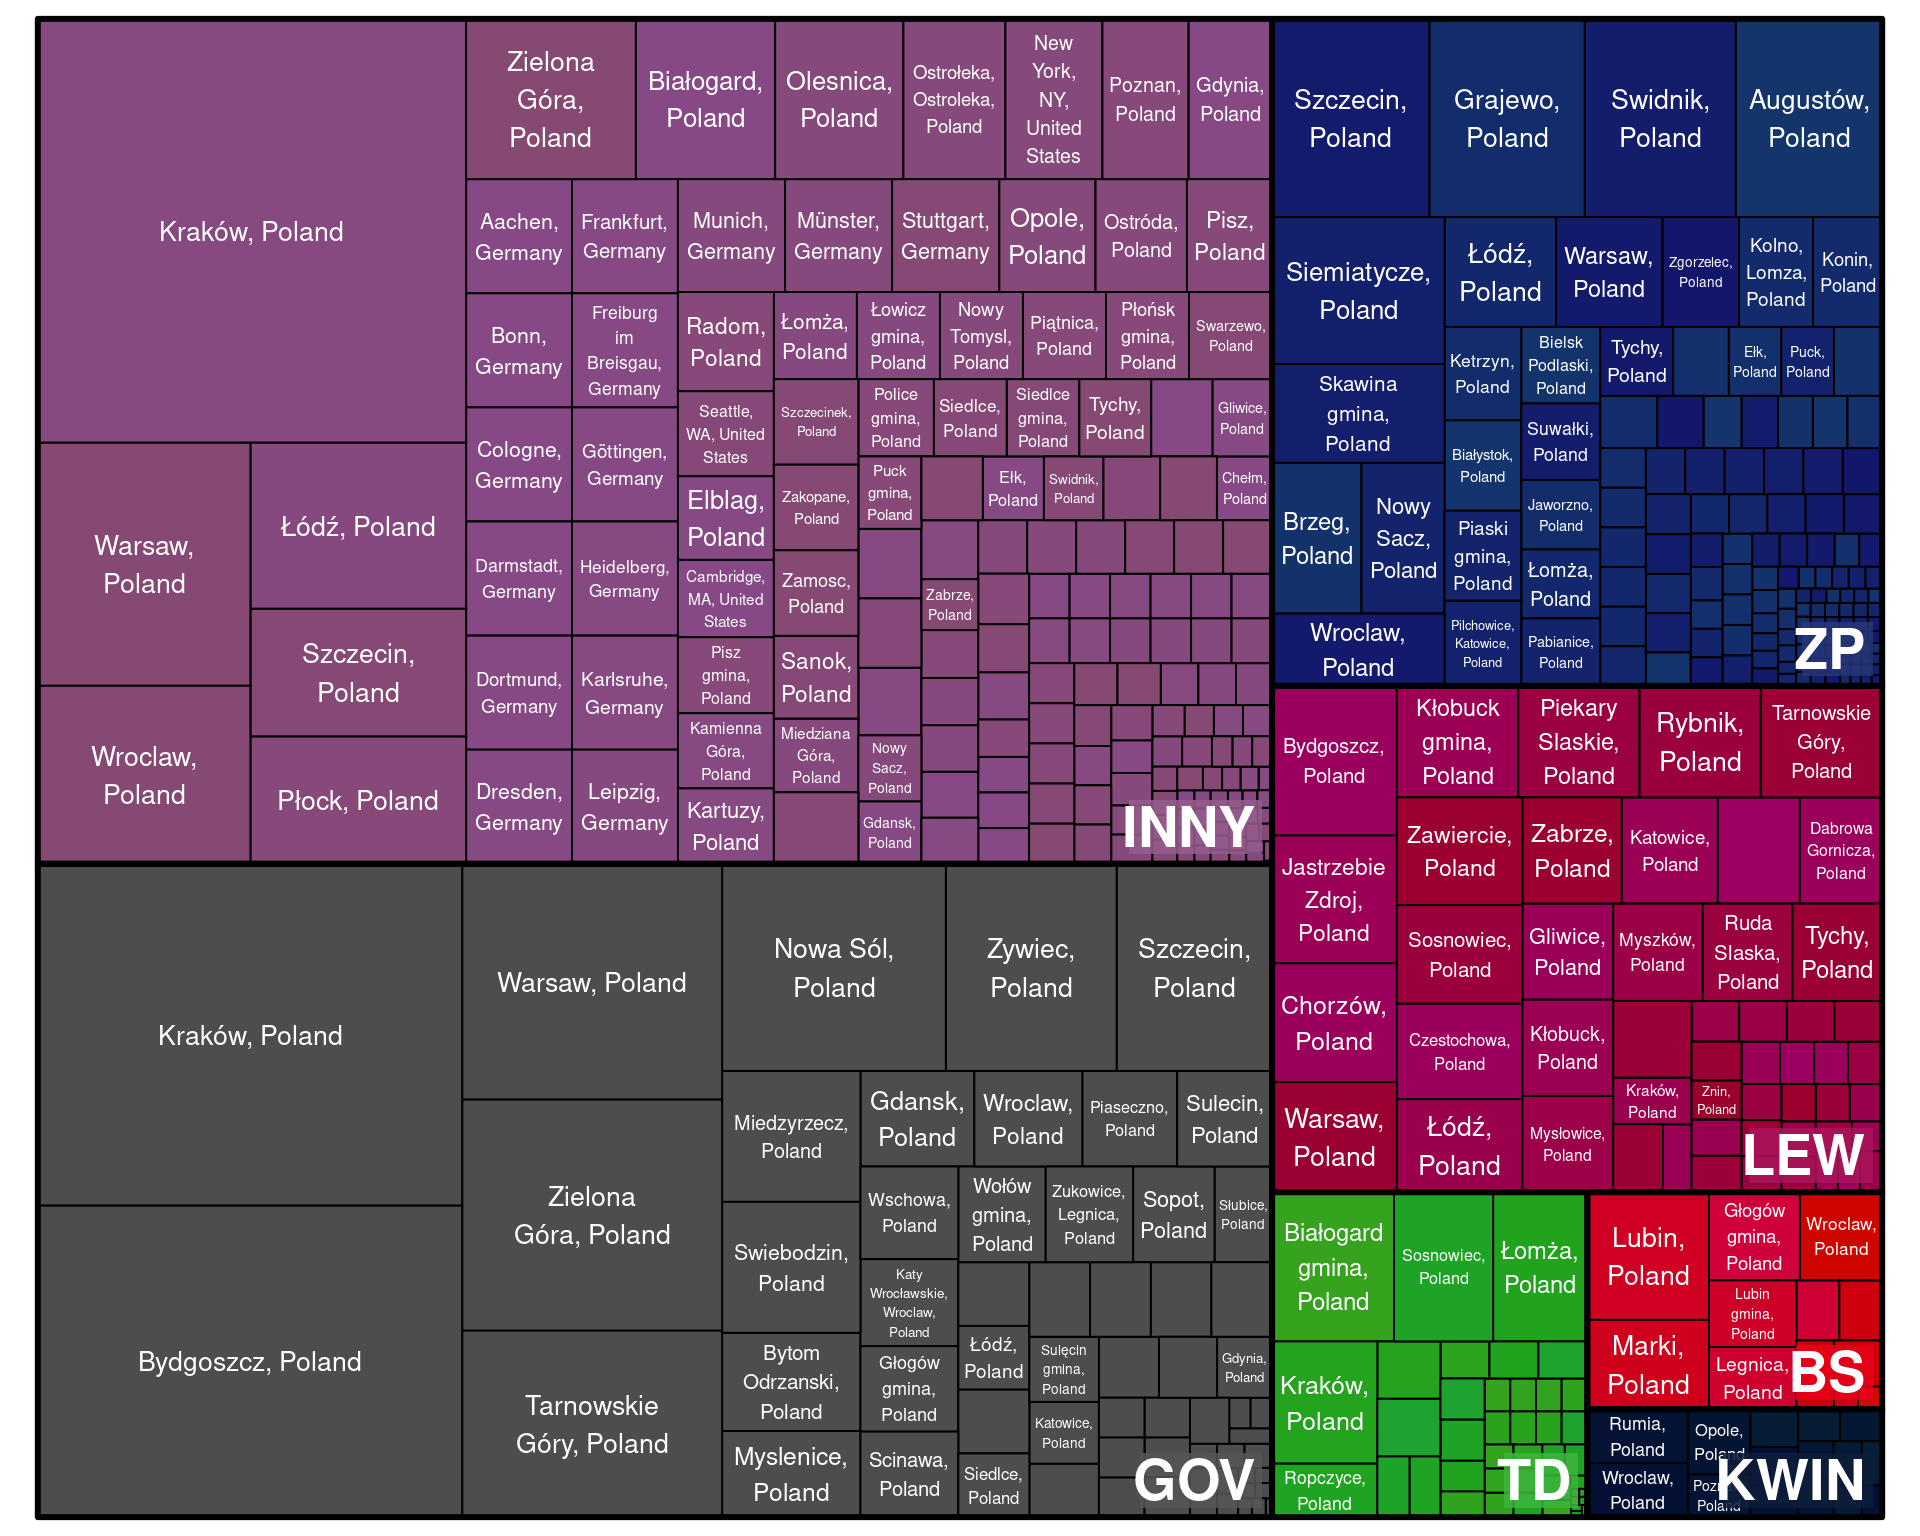 Kraków, Poland
Zielona
Góra,
Poland
Białogard,
Poland
Olesnica,
Poland
Ostrołeka,
Ostroleka,
Poland
New
York,
NY,
United
States
Poznan,
Poland
Gdynia,
Poland
Aachen,
Germany
Frankfurt,
Germany
Munich,
Germany
Münster,
Germany
Stuttgart,
Germany
Opole,
Poland
Ostróda,
Poland
Pisz,
Poland
Bonn,
Germany
Freiburg
im
Breisgau,
Germany
Radom,
Poland
Łomża,
Poland
Łowicz
gmina,
Poland
Nowy
Tomysl,
Poland
Piątnica,
Poland
Płońsk
gmina,
Poland
Swarzewo,
Poland
Seattle,
WA, United
States
Szczecinek,
Poland
Police
gmina,
Poland
Siedlce,
Poland
Siedlce
gmina,
Poland
Tychy,
Poland
Gliwice,
Poland
Cologne,
Germany
Göttingen,
Germany
Elblag,
Poland
Zakopane,
Poland
Puck
gmina,
Poland
Ełk,
Poland
Swidnik,
Poland
Chełm,
Poland
Warsaw,
Poland
Łódź, Poland
Darmstadt,
Germany
Heidelberg,
Germany
Cambridge,
MA, United
States
Zamosc,
Poland
Zabrze,
Poland
Szczecin,
Poland
Dortmund,
Germany
Karlsruhe,
Germany
Pisz
gmina,
Poland
Sanok,
Poland
Wroclaw,
Poland
Płock, Poland
Kamienna
Góra,
Poland
Miedziana
Góra,
Poland
Nowy
Sacz,
Poland
Dresden,
Germany
Leipzig,
Germany
Kartuzy,
Poland
Gdansk,
Poland
INNY
Szczecin,
Poland
Grajewo,
Poland
Swidnik,
Poland
Augustów,
Poland
Siemiatycze,
Poland
Łódź,
Poland
Warsaw,
Poland
Zgorzelec,
Poland
Kolno,
Lomza,
Poland
Konin,
Poland
Skawina
gmina,
Poland
Ketrzyn,
Poland
Bielsk
Podlaski,
Poland
Tychy,
Poland
Ełk,
Poland
Puck,
Poland
Białystok,
Poland
Suwałki,
Poland
Brzeg,
Poland
Nowy
Sacz,
Poland
Piaski
gmina,
Poland
Jaworzno,
Poland
Łomża,
Poland
Wroclaw,
Poland
Pilchowice,
Katowice,
Poland
Pabianice,
Poland
ZP
Bydgoszcz,
Poland
Kłobuck
gmina,
Poland
Piekary
Slaskie,
Poland
Rybnik,
Poland
Tarnowskie
Góry,
Poland
Zawiercie,
Poland
Zabrze,
Poland
Katowice,
Poland
Dabrowa
Gornicza,
Poland
Jastrzebie
Zdroj,
Poland
Sosnowiec,
Poland
Gliwice,
Poland
Myszków,
Poland
Ruda
Slaska,
Poland
Tychy,
Poland
Chorzów,
Poland
Czestochowa,
Poland
Kłobuck,
Poland
Kraków,
Poland
Znin,
Poland
Warsaw,
Poland
Łódź,
Poland
Mysłowice,
Poland
LEW
Kraków, Poland
Warsaw, Poland
Nowa Sól,
Poland
Zywiec,
Poland
Szczecin,
Poland
Miedzyrzecz,
Poland
Gdansk,
Poland
Wroclaw,
Poland
Piaseczno,
Poland
Sulecin,
Poland
Zielona
Góra, Poland
Wschowa,
Poland
Wołów
gmina,
Poland
Zukowice,
Legnica,
Poland
Sopot,
Poland
Słubice,
Poland
Swiebodzin,
Poland
Katy
Wrocławskie,
Wroclaw,
Poland
Bydgoszcz, Poland
Tarnowskie
Góry, Poland
Bytom
Odrzanski,
Poland
Głogów
gmina,
Poland
Łódź,
Poland
Sulęcin
gmina,
Poland
Gdynia,
Poland
Katowice,
Poland
Myslenice,
Poland
Scinawa,
Poland
Siedlce,
Poland
GOV
Białogard
gmina,
Poland
Sosnowiec,
Poland
Łomża,
Poland
Kraków,
Poland
Ropczyce,
Poland
TD
Lubin,
Poland
Głogów
gmina,
Poland
Wroclaw,
Poland
Lubin
gmina,
Poland
Marki,
Poland
Legnica,
Poland
BS
Rumia,
Poland
Opole,
Poland
Wroclaw,
Poland
Poland
KWIN